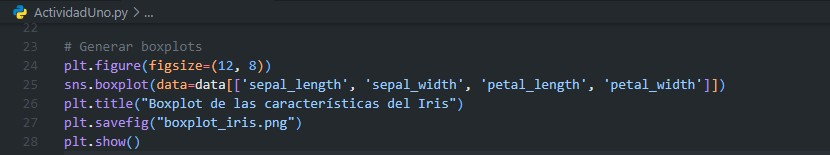 ActividadUno.py > ...
22
23 # Generar boxplots
24 plt.figure(figsize=(12, 8))
25 sns.boxplot(data=data[['sepal_length', 'sepal_width', 'petal_length', 'petal_width']])
26 plt.title("Boxplot de las características del Iris")
27 plt.savefig("boxplot_iris.png")
28 plt.show()